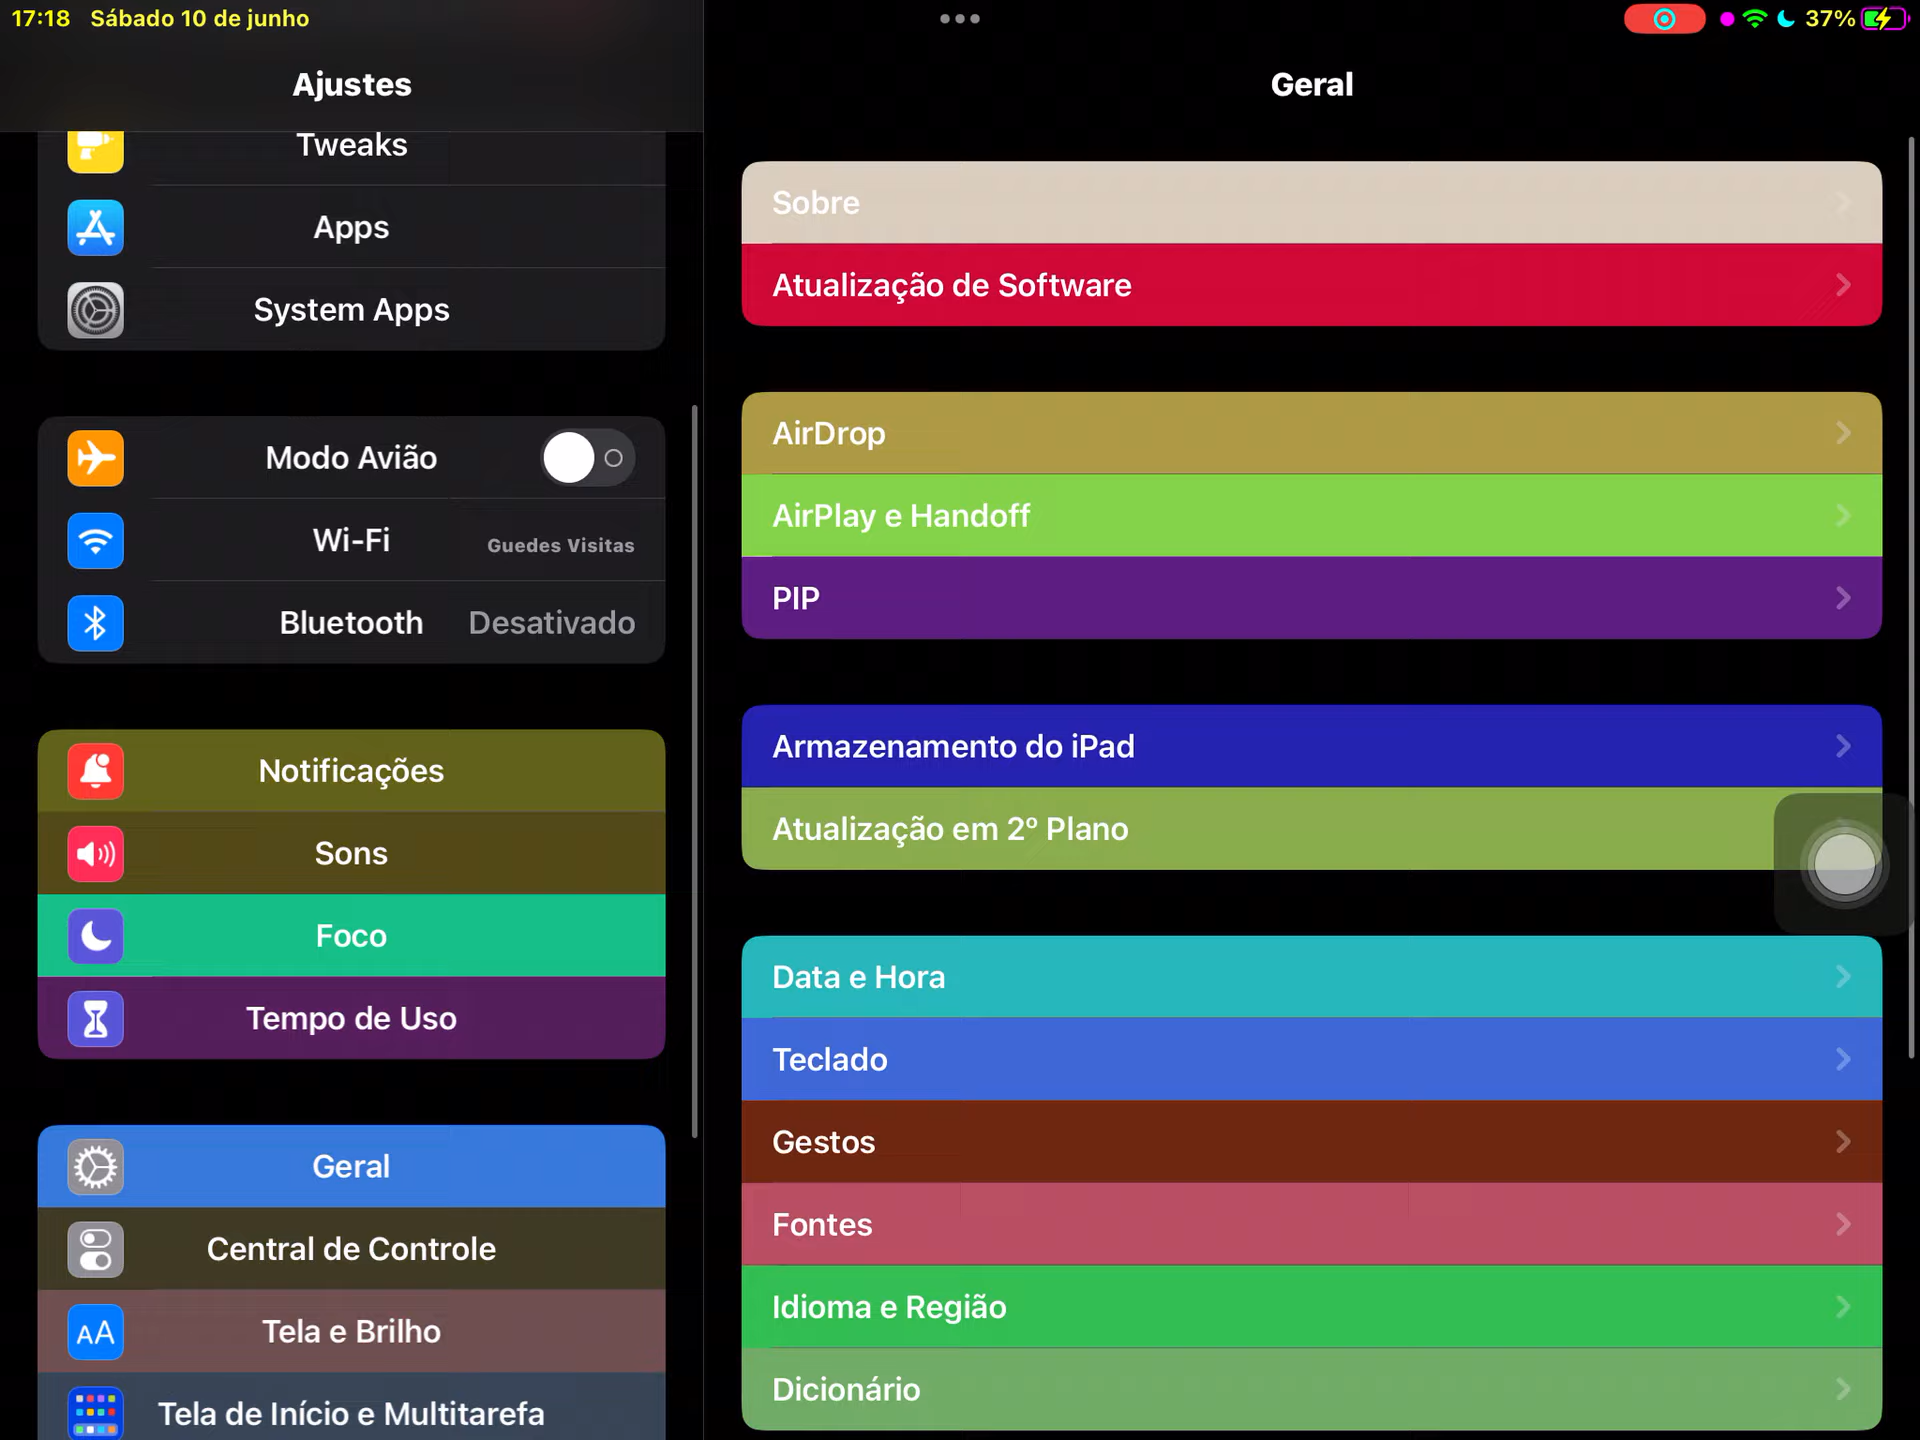 17:18 Sábado 10 de junho
37%
Ajustes
Tweaks
Apps
System Apps
Modo Avião
Wi-Fi Guedes Visitas
Bluetooth Desativado
Notificações
Sons
Foco
Tempo de Uso
Geral
Central de Controle
AA Tela e Brilho
Tela de Início e Multitarefa
Geral
Sobre
Atualização de Software
AirDrop
AirPlay e Handoff
PIP
Armazenamento do iPad
Atualização em 2º Plano
Data e Hora
Teclado
Gestos
Fontes
Idioma e Região
Dicionário